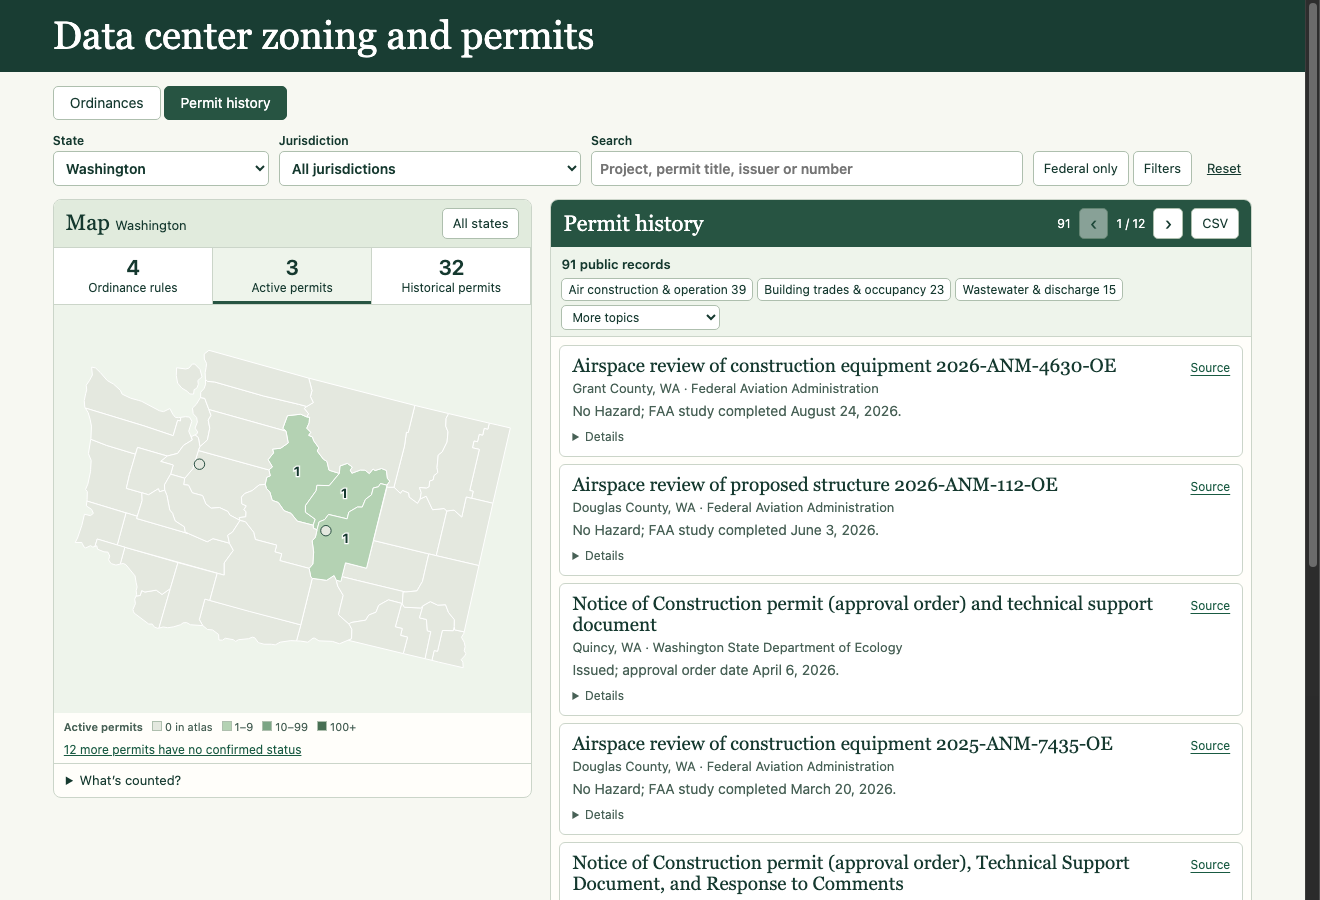 Data center zoning and permits
Ordinances
Permit history
State
Jurisdiction
Search
Washington
All jurisdictions
Project, permit title, issuer or number
Federal only
Filters
Reset
Map Washington
All states
4
Ordinance rules
3
Active permits
32
Historical permits
1
1
1
Active permits 0 in atlas 1–9 10–99 100+
12 more permits have no confirmed status
What's counted?
Permit history
91 ‹ 1 / 12 ›
CSV
91 public records
Air construction & operation 39
Building trades & occupancy 23
Wastewater & discharge 15
More topics
Airspace review of construction equipment 2026-ANM-4630-OE
Source
Grant County, WA · Federal Aviation Administration
No Hazard; FAA study completed August 24, 2026.
Details
Airspace review of proposed structure 2026-ANM-112-OE
Source
Douglas County, WA · Federal Aviation Administration
No Hazard; FAA study completed June 3, 2026.
Details
Notice of Construction permit (approval order) and technical support
document
Source
Quincy, WA · Washington State Department of Ecology
Issued; approval order date April 6, 2026.
Details
Airspace review of construction equipment 2025-ANM-7435-OE
Source
Douglas County, WA · Federal Aviation Administration
No Hazard; FAA study completed March 20, 2026.
Details
Notice of Construction permit (approval order), Technical Support
Document, and Response to Comments
Source